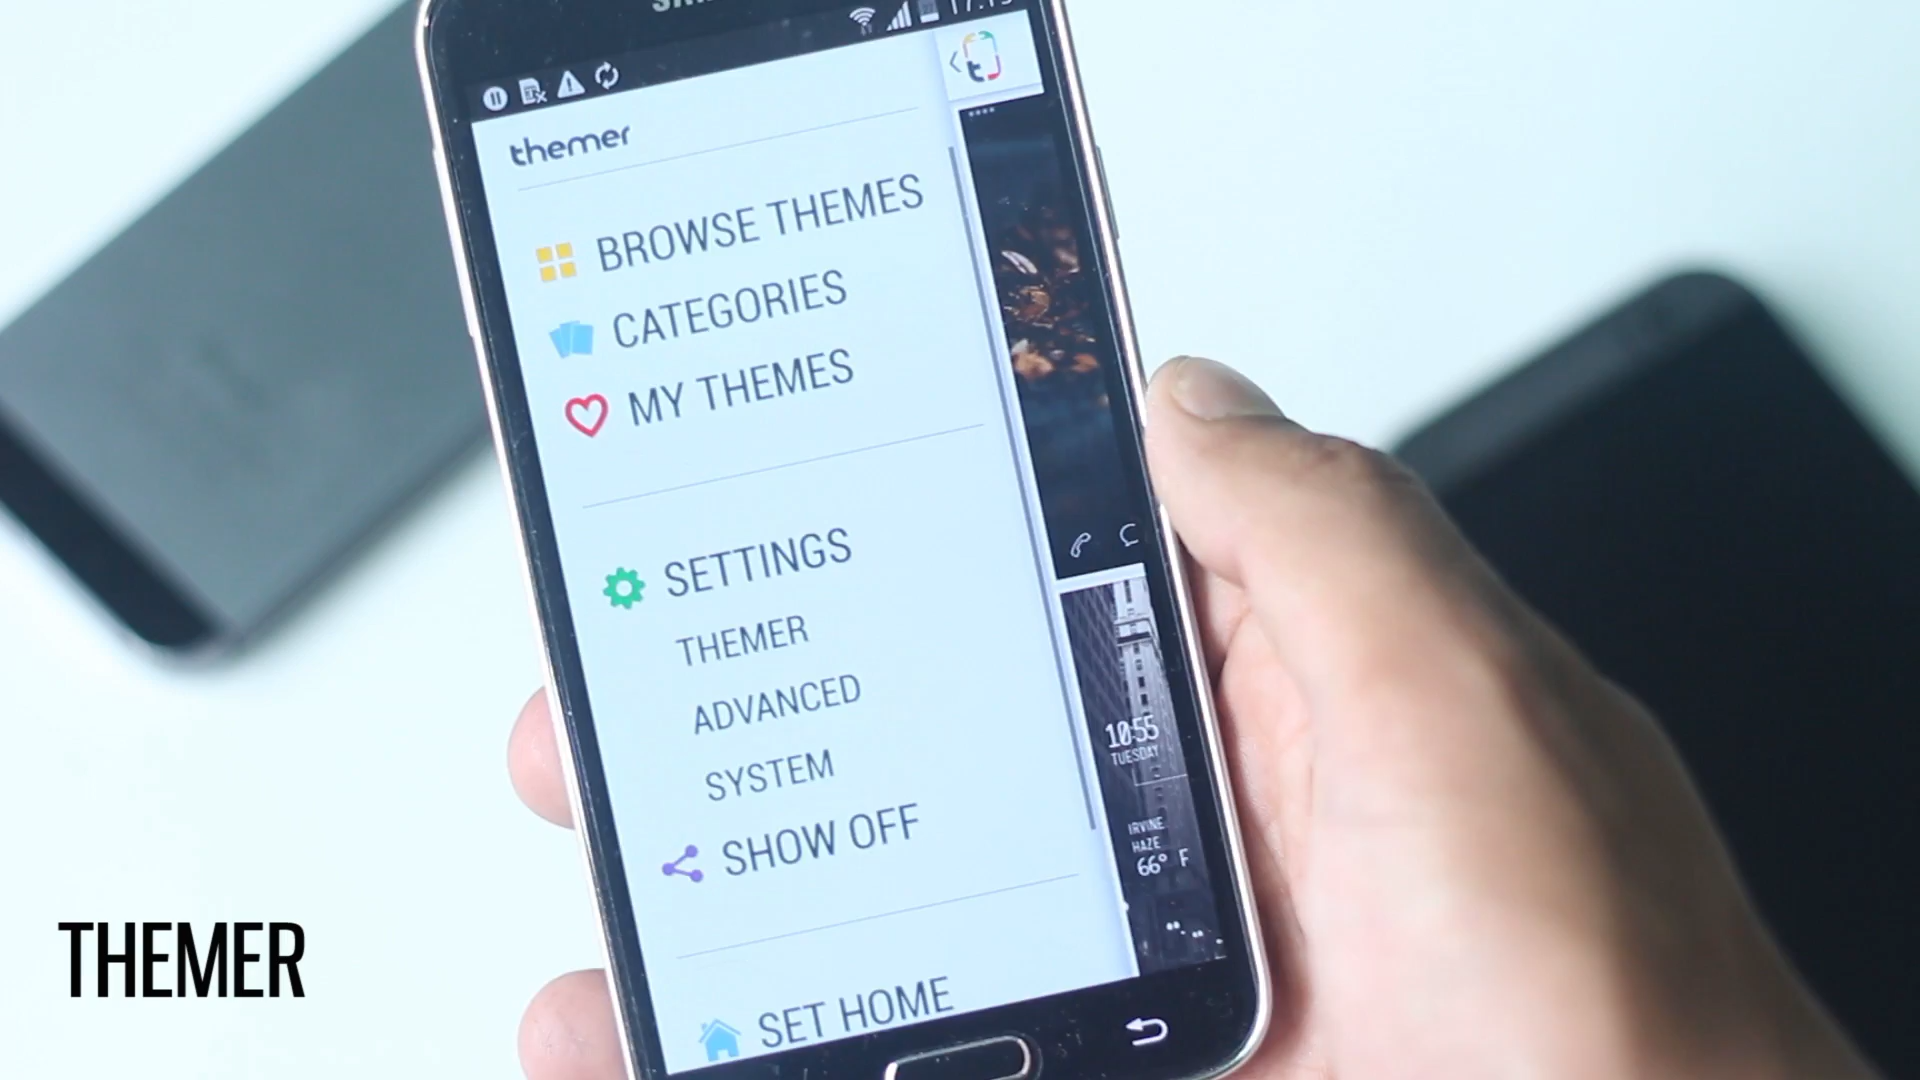 themer
BROWSE THEMES
CATEGORIES
MY THEMES
SETTINGS
THEMER
ADVANCED
SYSTEM
SHOW OFF
SET HOME
10:55
TUESDAY
IRVINE
HAZE
66° F
THEMER